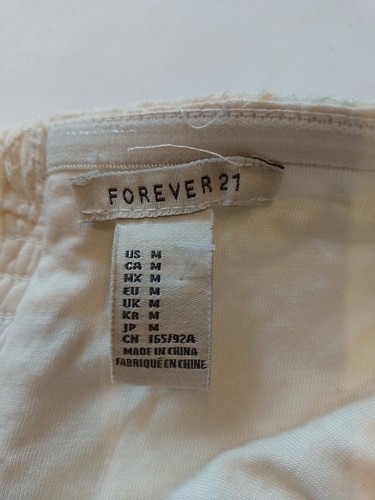 FOREVER 21
US M
CA M
MX M
EU M
UK M
KR M
JP M
CN 165/92A
MADE IN CHINA
FABRIQUÉ EN CHINE